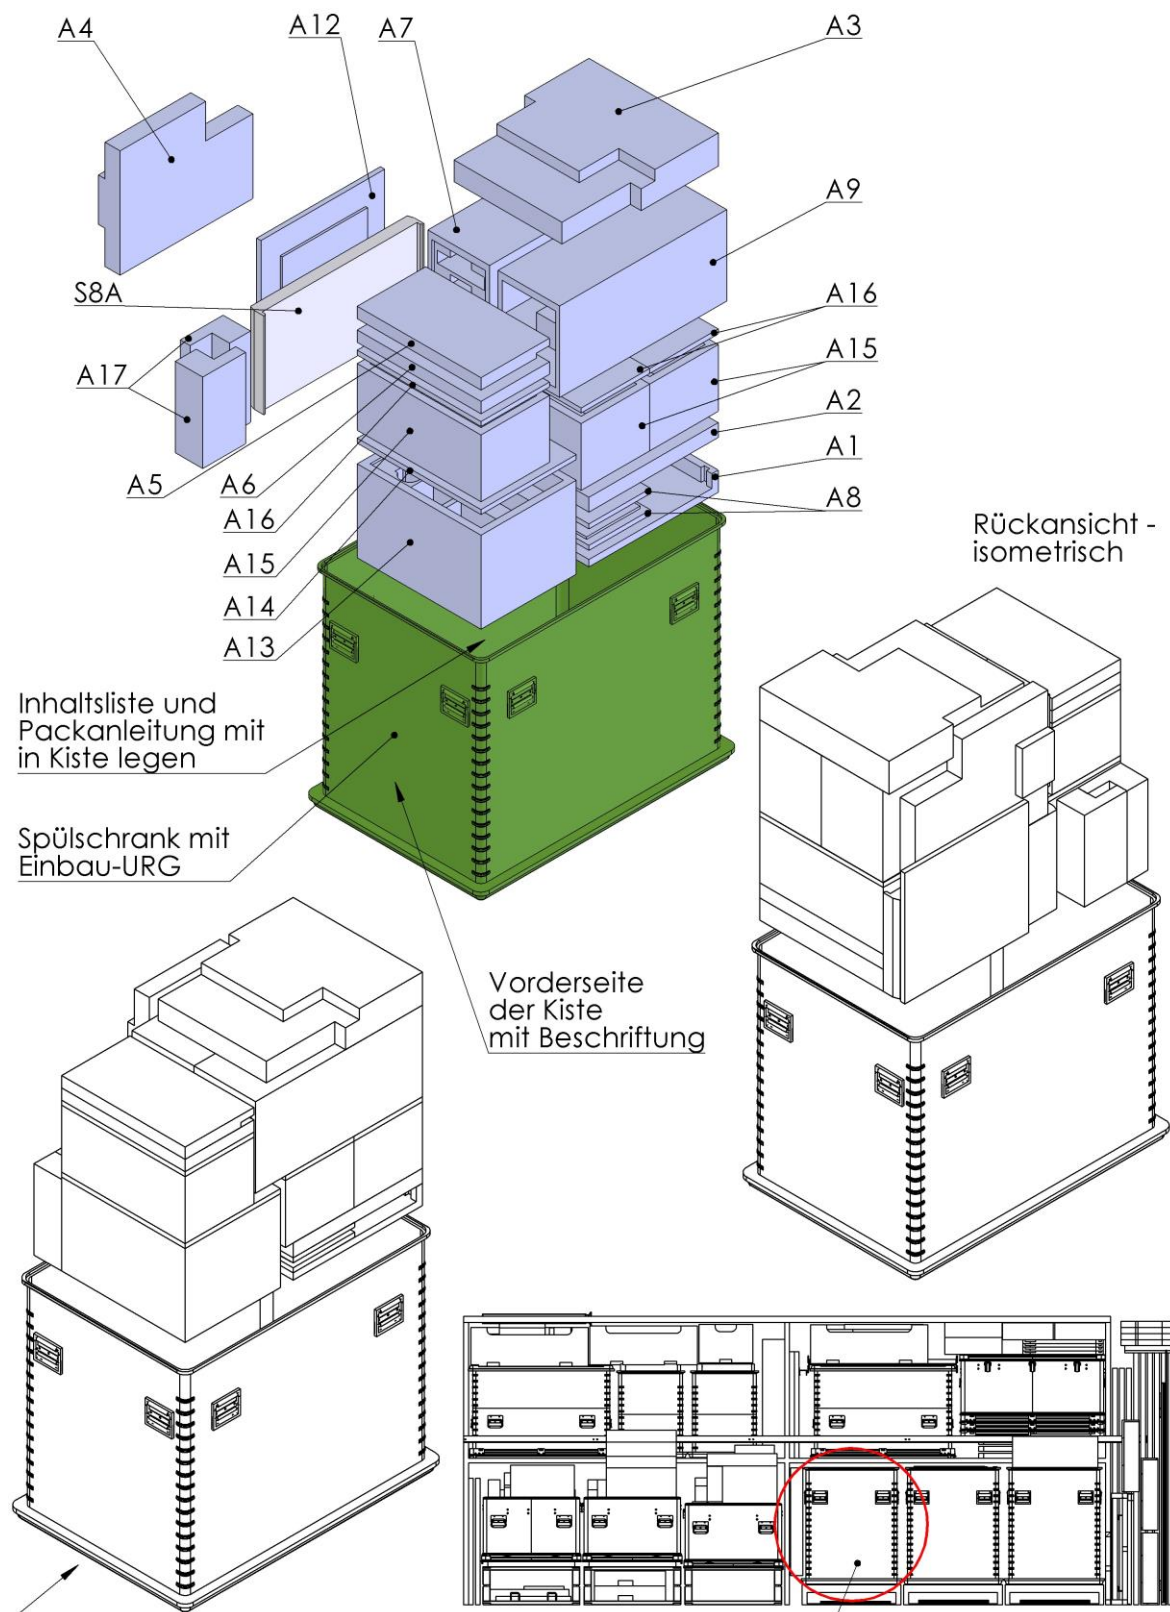 A4
A12
A7
A3
A9
S8A
A16
A17
A15
A2
A5
A6
A1
A16
A8
A15
A14
A13
Rückansicht -
isometrisch
Inhaltsliste und
Packanleitung mit
in Kiste legen
Spülschrank mit
Einbau-URG
Vorderseite
der Kiste
mit Beschriftung